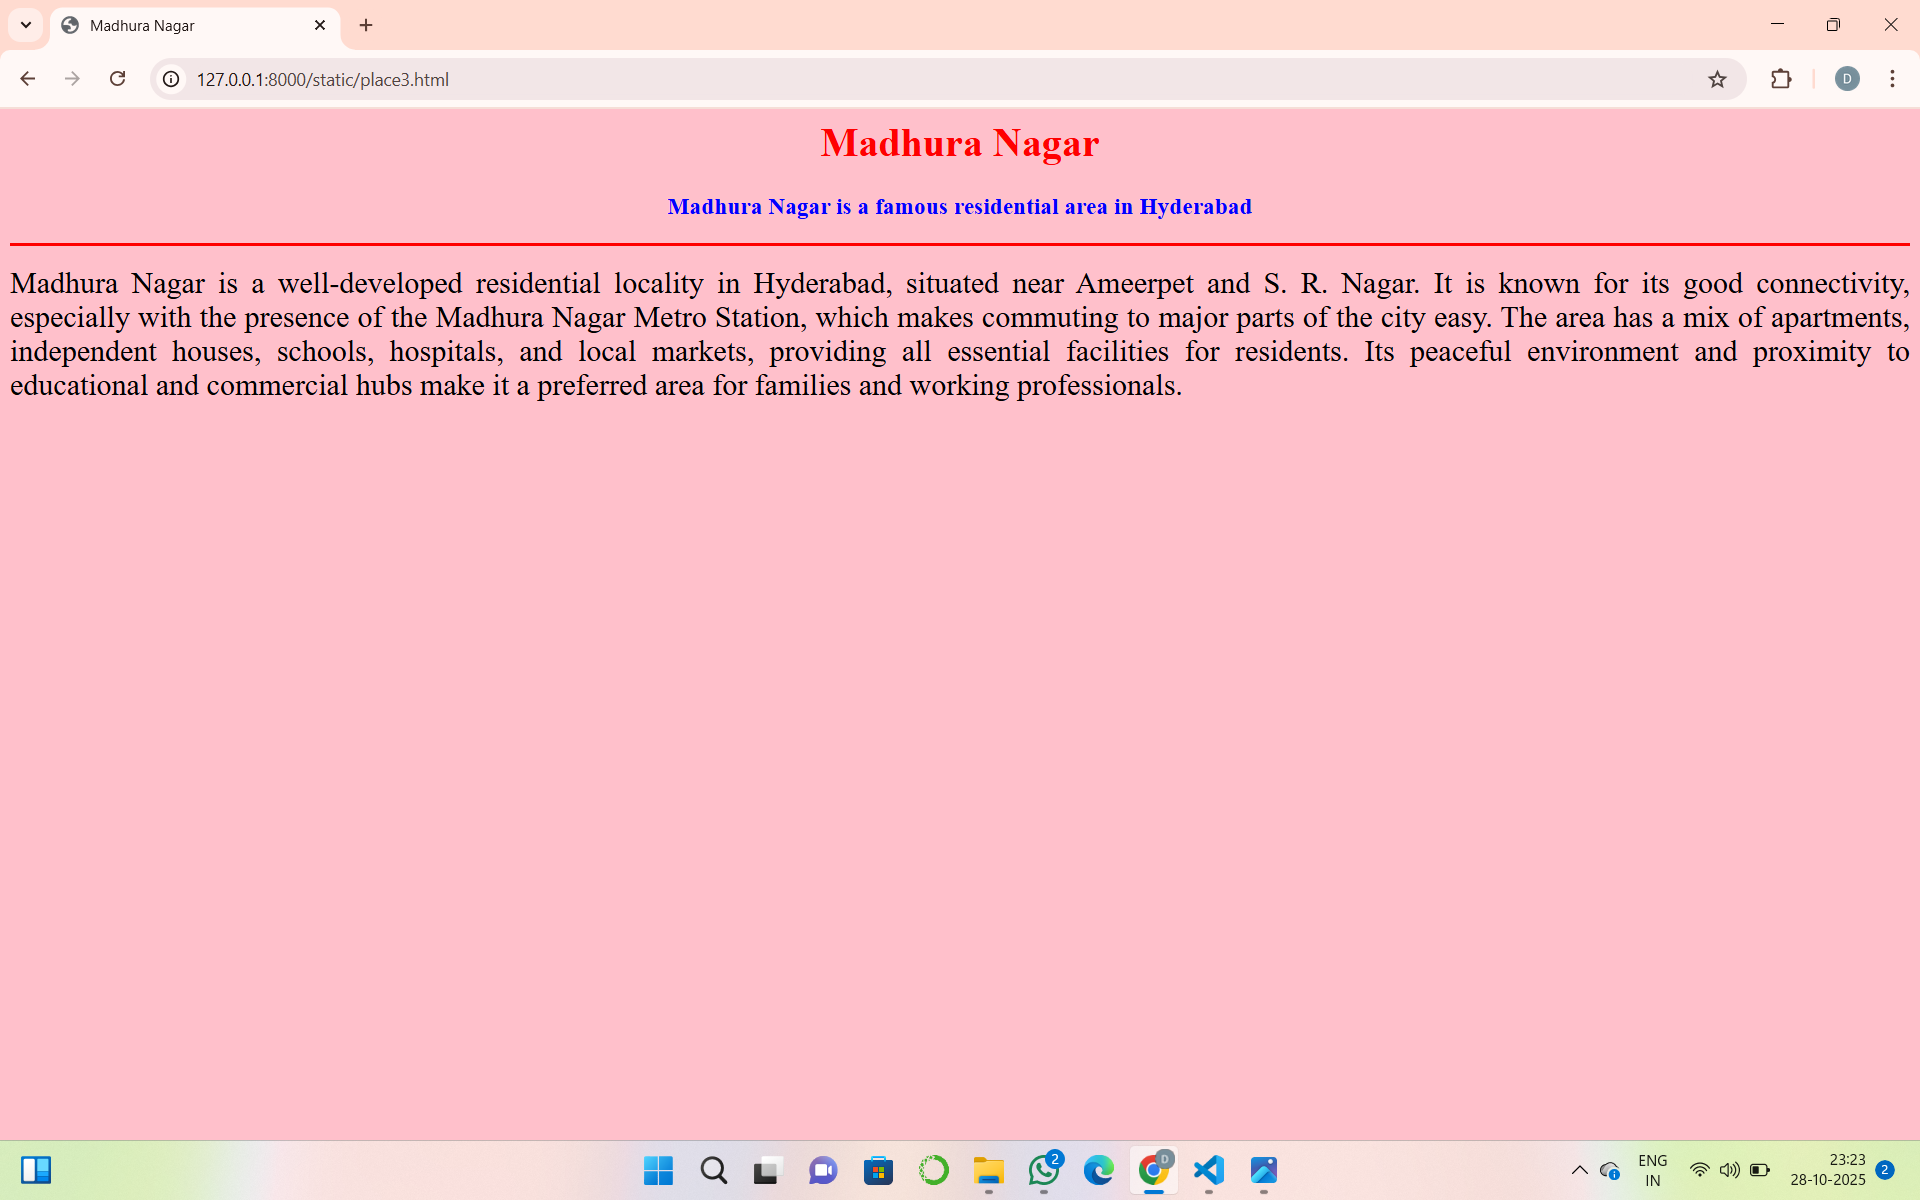 Madhura Nagar
127.0.0.1:8000/static/place3.html
D
Madhura Nagar
Madhura Nagar is a famous residential area in Hyderabad
Madhura Nagar is a well-developed residential locality in Hyderabad, situated near Ameerpet and S. R. Nagar. It is known for its good connectivity,
especially with the presence of the Madhura Nagar Metro Station, which makes commuting to major parts of the city easy. The area has a mix of apartments,
independent houses, schools, hospitals, and local markets, providing all essential facilities for residents. Its peaceful environment and proximity to
educational and commercial hubs make it a preferred area for families and working professionals.
2
D
ENG
IN
23:23
28-10-2025
2